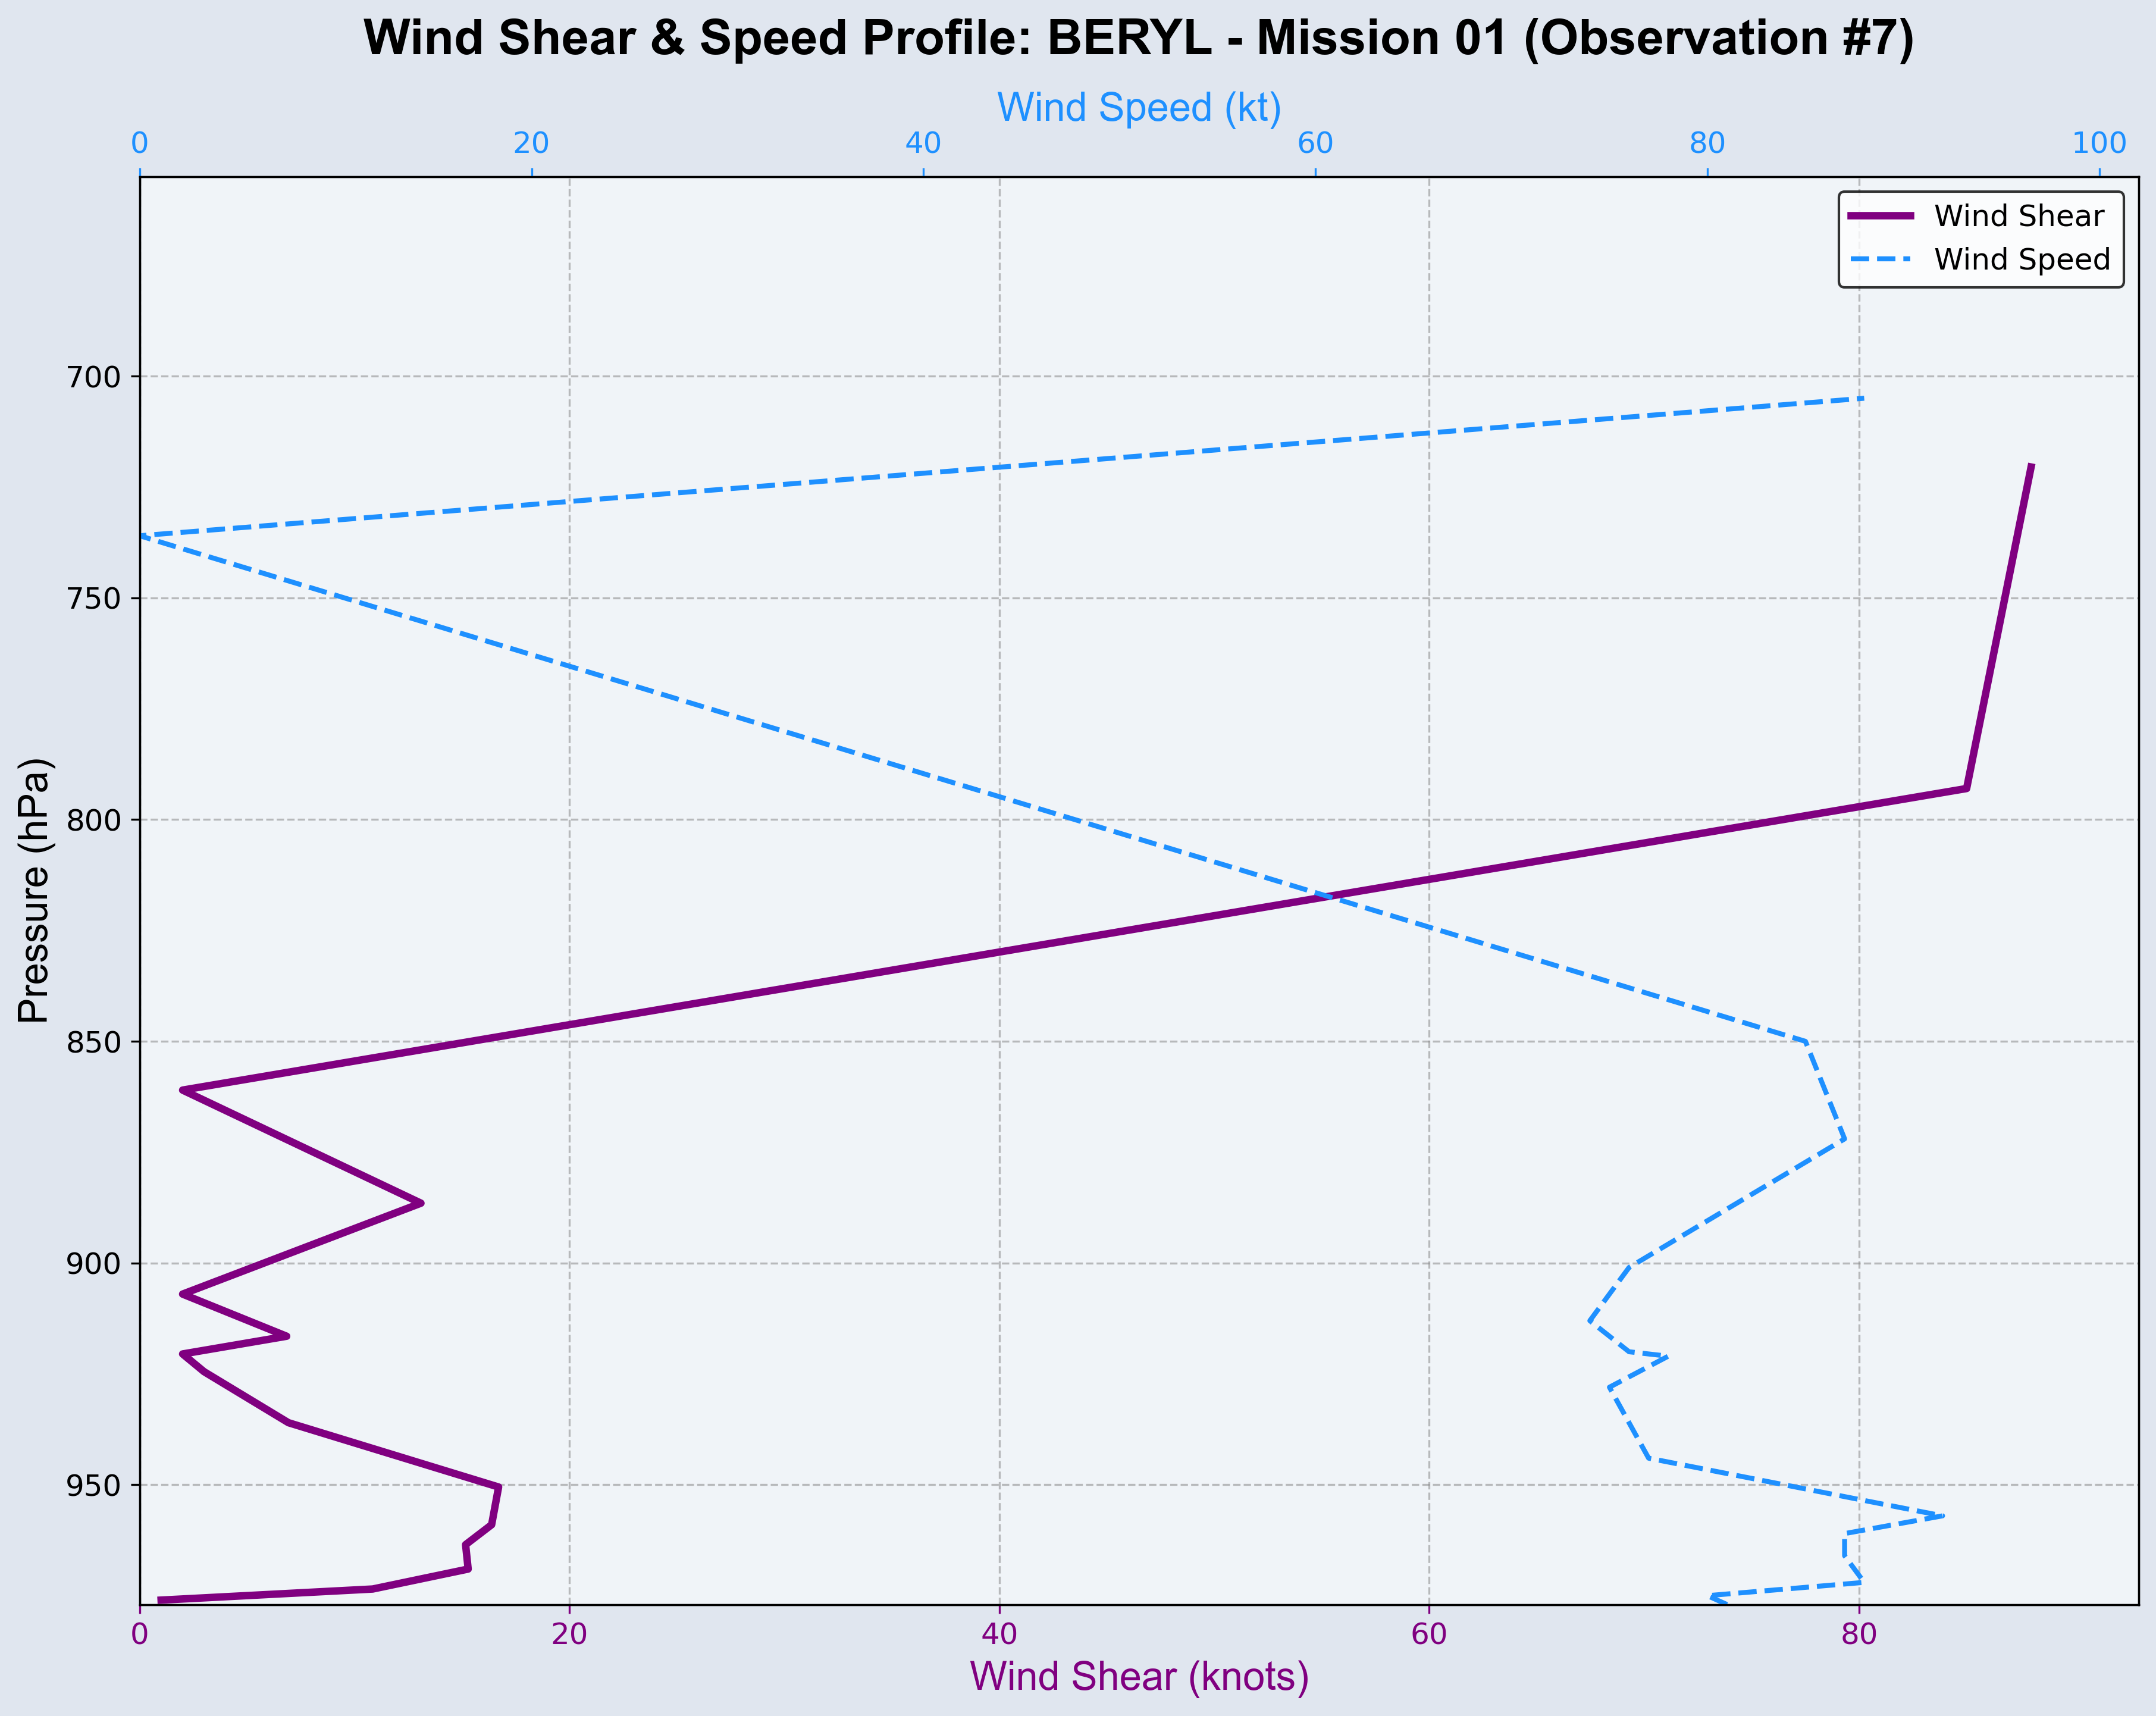 Wind Shear & Speed Profile: BERYL - Mission 01 (Observation #7)
Wind Speed (kt)
0 20 40 60 80 100
Wind Shear
Wind Speed
700
750
800
850
900
950
Pressure (hPa)
0 20 40 60 80
Wind Shear (knots)